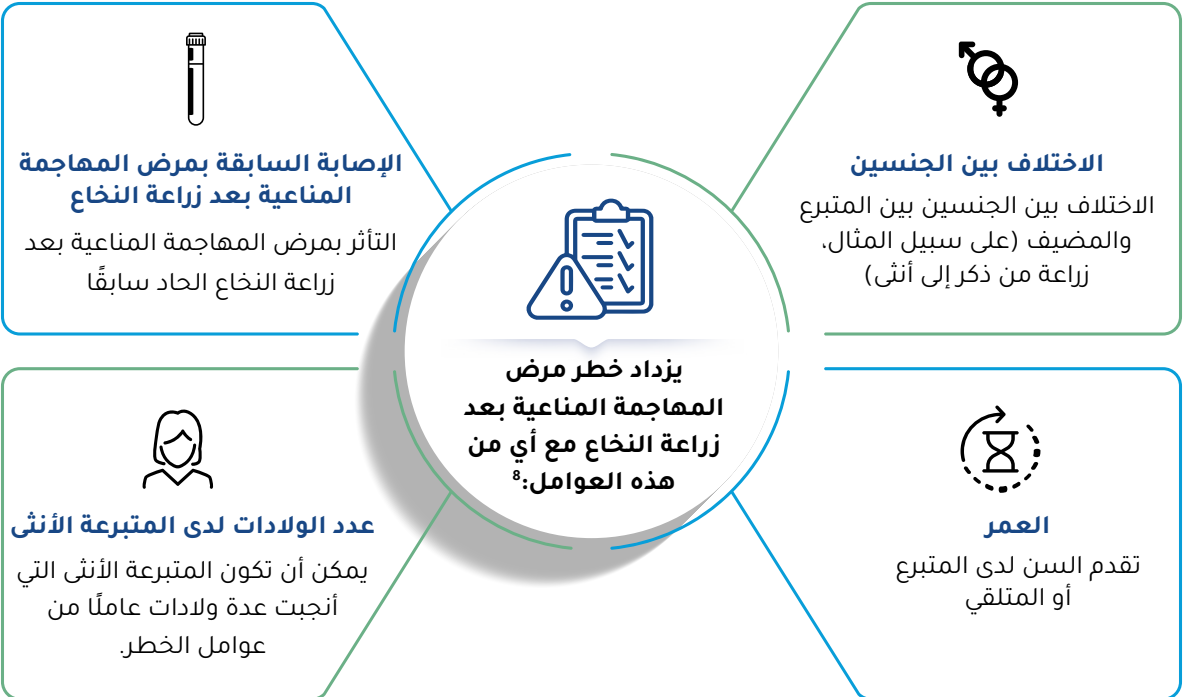 يزداد خطر مرض
المهاجمة المناعية بعد
زراعة النخاع مع أي من
هذه العوامل:⁸
الاختلاف بين الجنسين
الاختلاف بين الجنسين بين المتبرع
والمضيف (على سبيل المثال،
زراعة من ذكر إلى أنثى)
الإصابة السابقة بمرض المهاجمة
المناعية بعد زراعة النخاع
التأثر بمرض المهاجمة المناعية بعد
زراعة النخاع الحاد سابقًا
العمر
تقدم السن لدى المتبرع
أو المتلقي
عدد الولادات لدى المتبرعة الأنثى
يمكن أن تكون المتبرعة الأنثى التي
أنجبت عدة ولادات عاملًا من
عوامل الخطر.